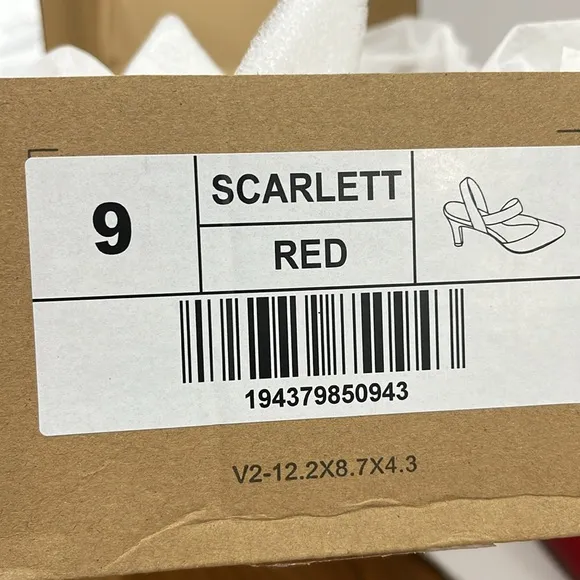 9
SCARLETT
RED
194379850943
V2-12.2X8.7X4.3